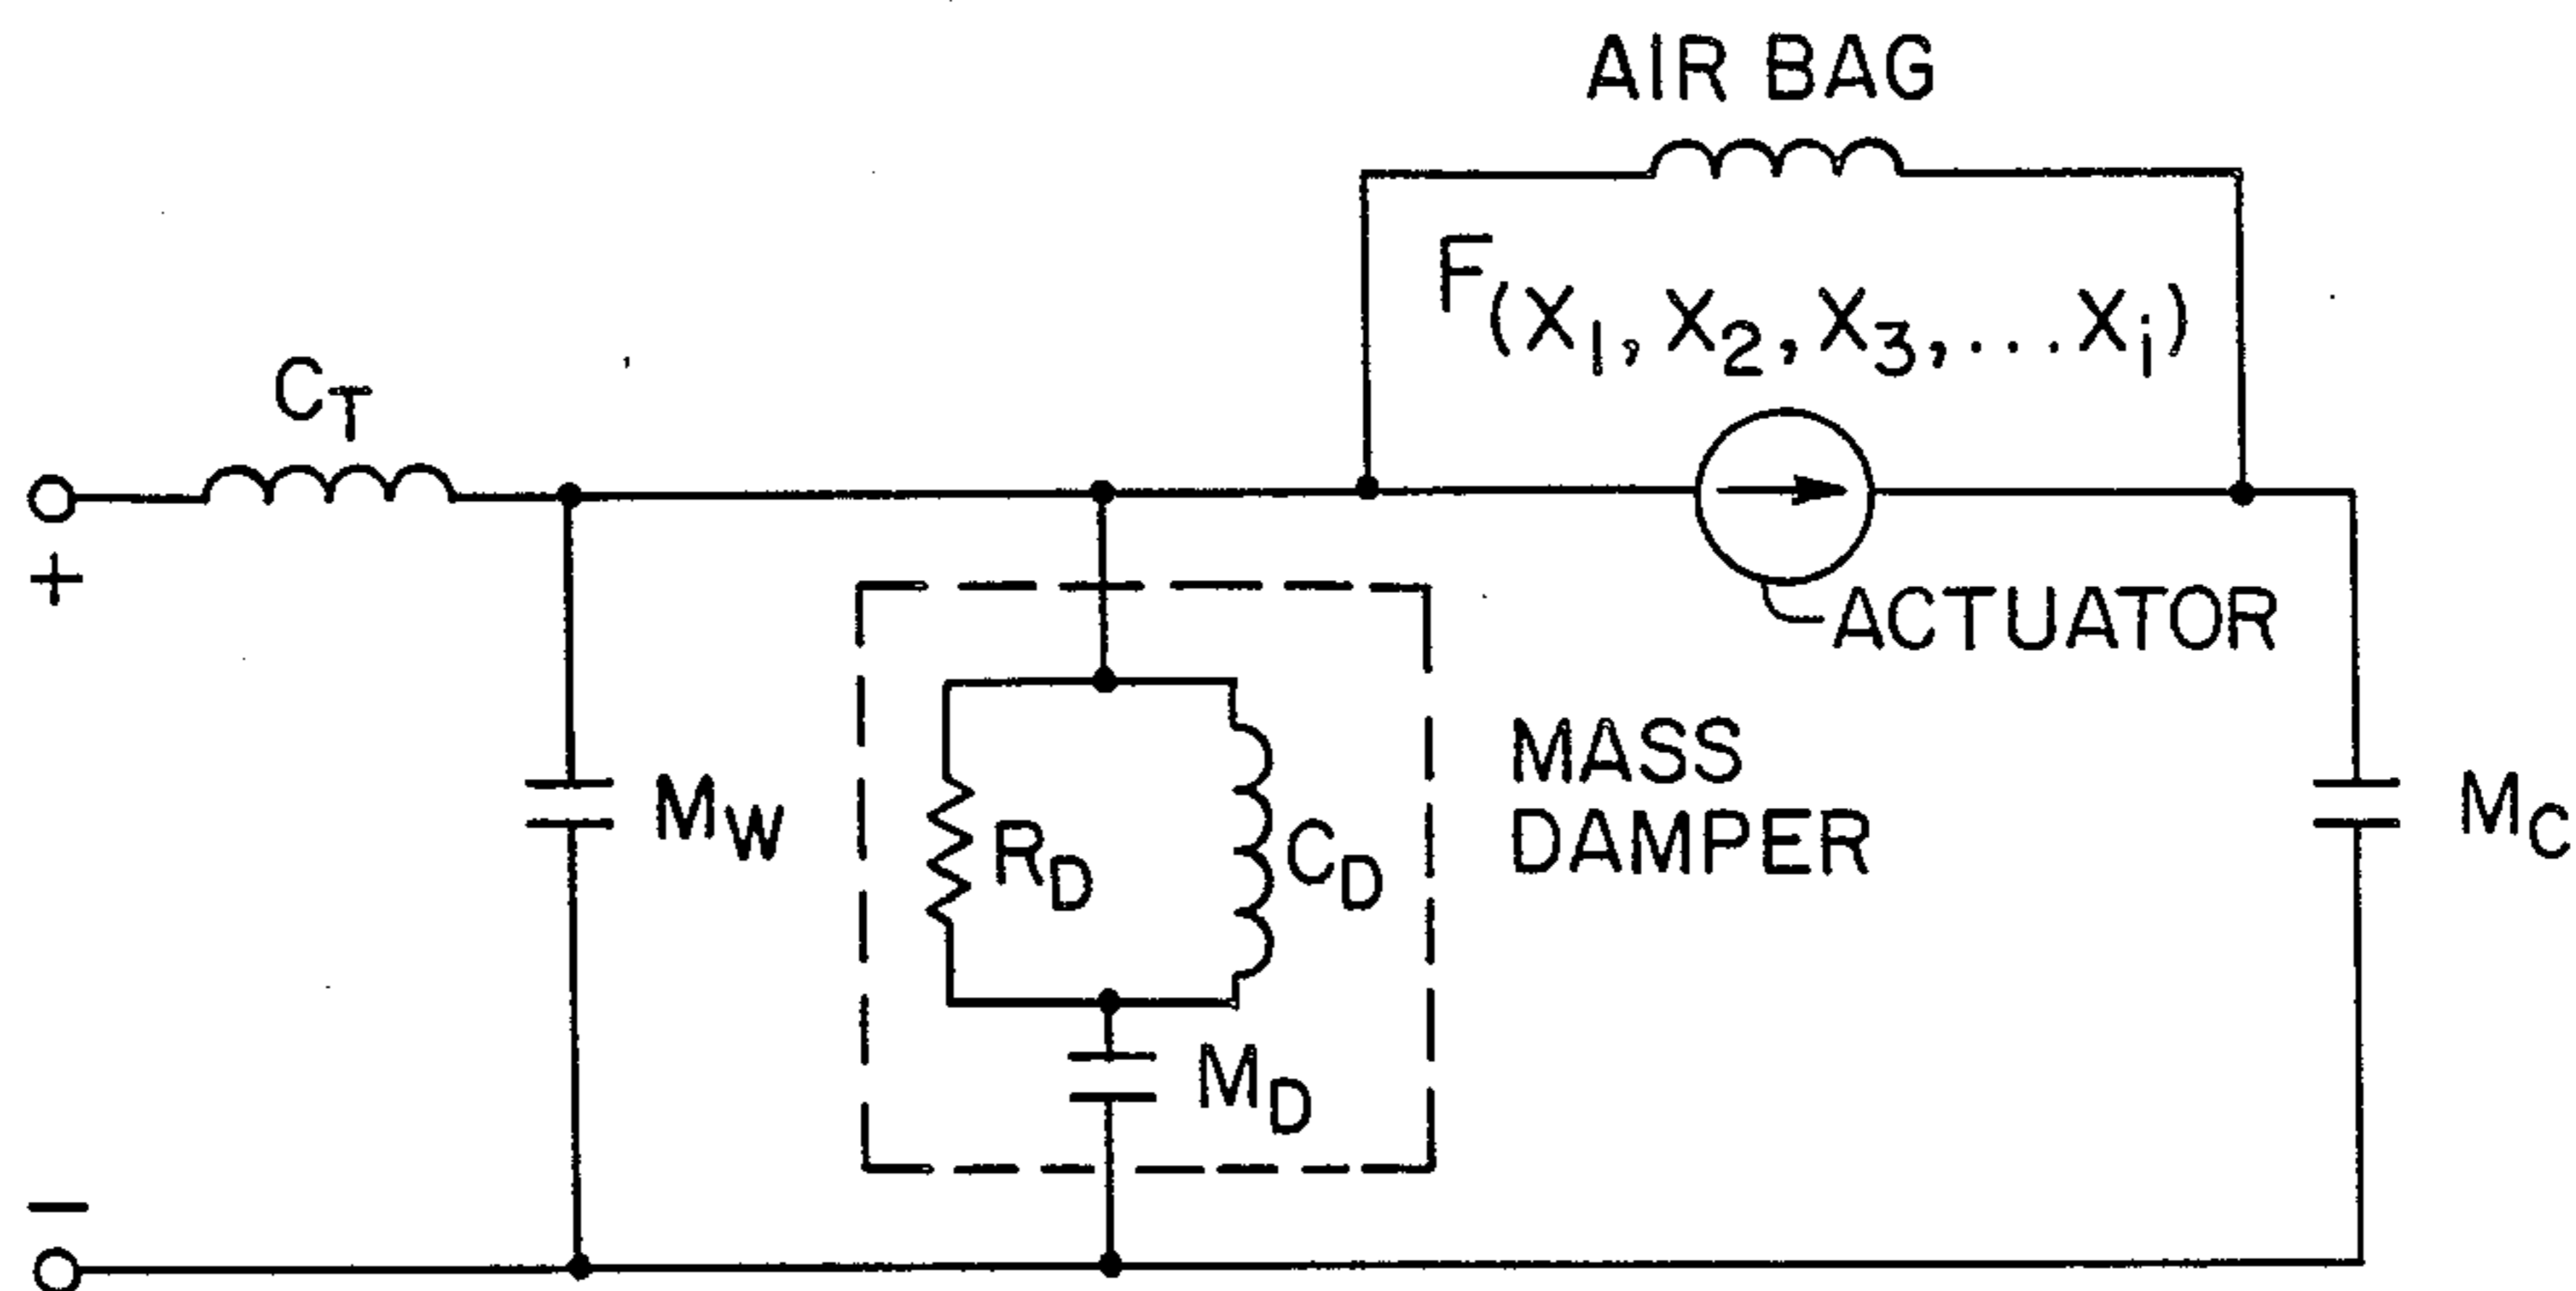 AIR BAG
F(X1, X2, X3, ...Xi)
CT
+
ACTUATOR
MW
RD
CD
MASS
DAMPER
MC
MD
−